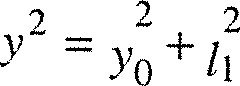 y² = y₀² + l₁²